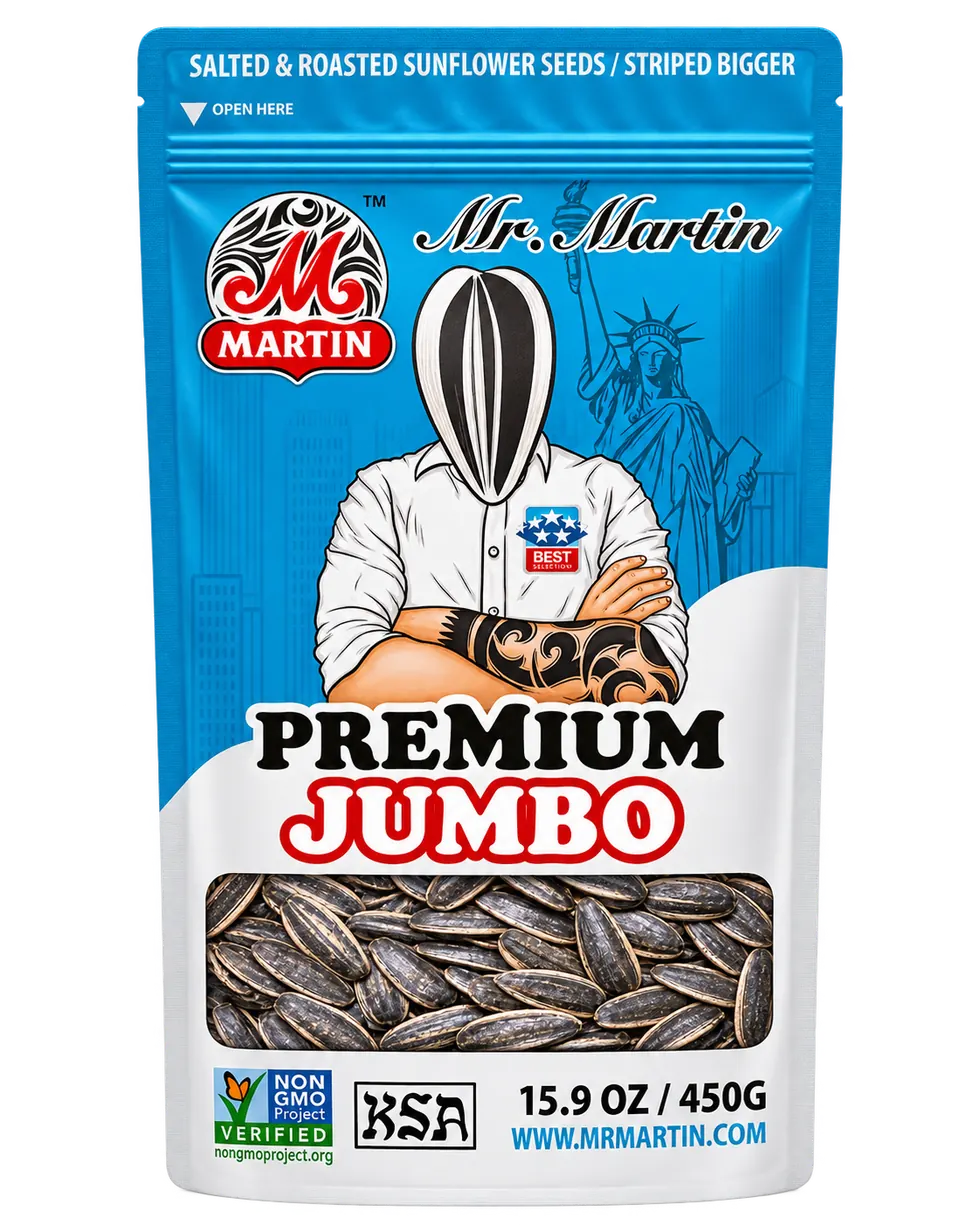 SALTED & ROASTED SUNFLOWER SEEDS / STRIPED BIGGER
OPEN HERE
TM
Mr. Martin
M
MARTIN
BEST
SELECTION
PREMIUM
JUMBO
NON
GMO
Project
VERIFIED
nongmoproject.org
KSA
15.9 OZ / 450G
WWW.MRMARTIN.COM